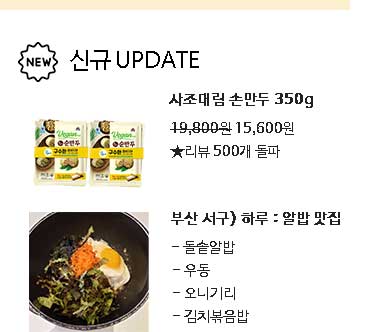 NEW 신규 UPDATE
사조대림 손만두 350g
19,800원 15,600원
★리뷰 500개 돌파
Vegan 순만두 Vegan 순만두
부산 서구) 하루 : 알밥 맛집
- 돌솥알밥
- 우동
- 오니기리
- 김치볶음밥